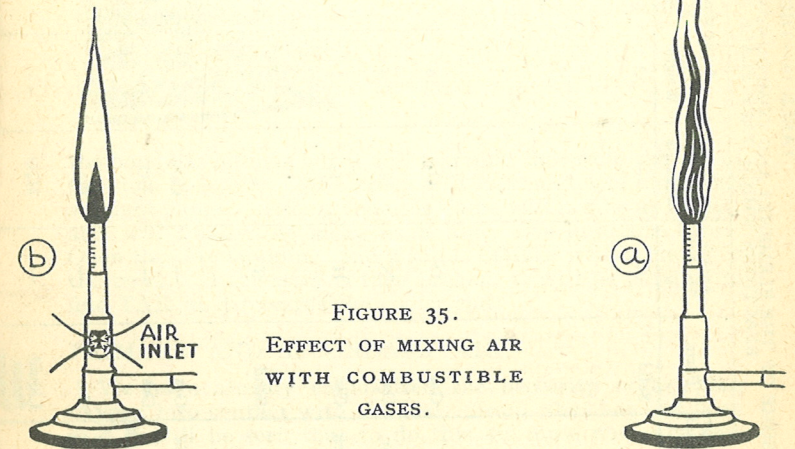 b
AIR
INLET
a
FIGURE 35.
EFFECT OF MIXING AIR
WITH COMBUSTIBLE
GASES.